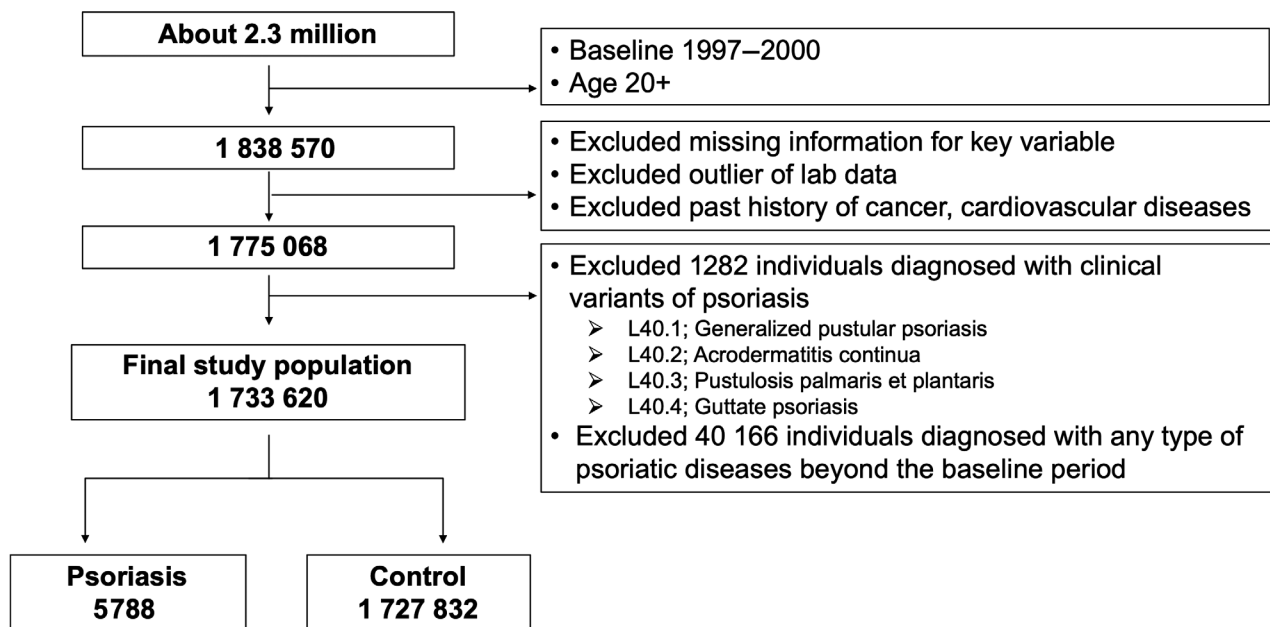 About 2.3 million
• Baseline 1997–2000
• Age 20+
1 838 570
• Excluded missing information for key variable
• Excluded outlier of lab data
• Excluded past history of cancer, cardiovascular diseases
1 775 068
• Excluded 1282 individuals diagnosed with clinical
variants of psoriasis
➢ L40.1; Generalized pustular psoriasis
➢ L40.2; Acrodermatitis continua
➢ L40.3; Pustulosis palmaris et plantaris
➢ L40.4; Guttate psoriasis
• Excluded 40 166 individuals diagnosed with any type of
psoriatic diseases beyond the baseline period
Final study population
1 733 620
Psoriasis
5788
Control
1 727 832